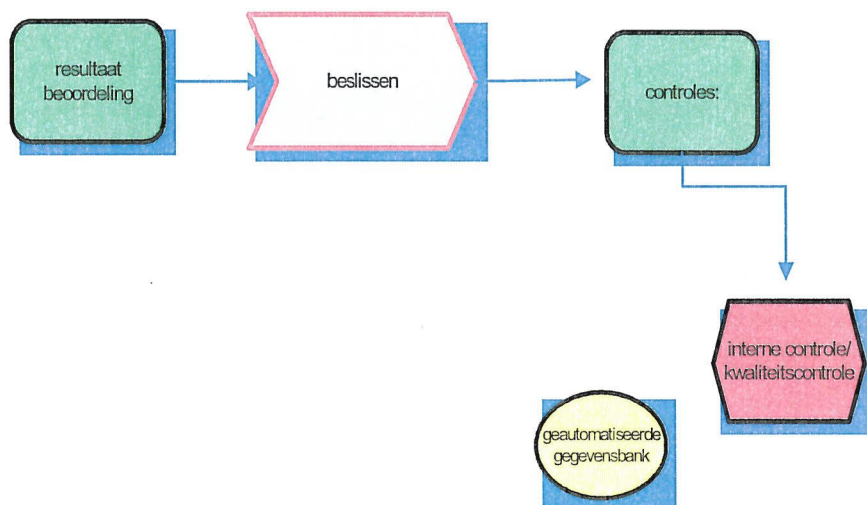 resultaat
beoordeling
beslissen
controles:
interne controle/
kwaliteitscontrole
geautomatiseerde
gegevensbank